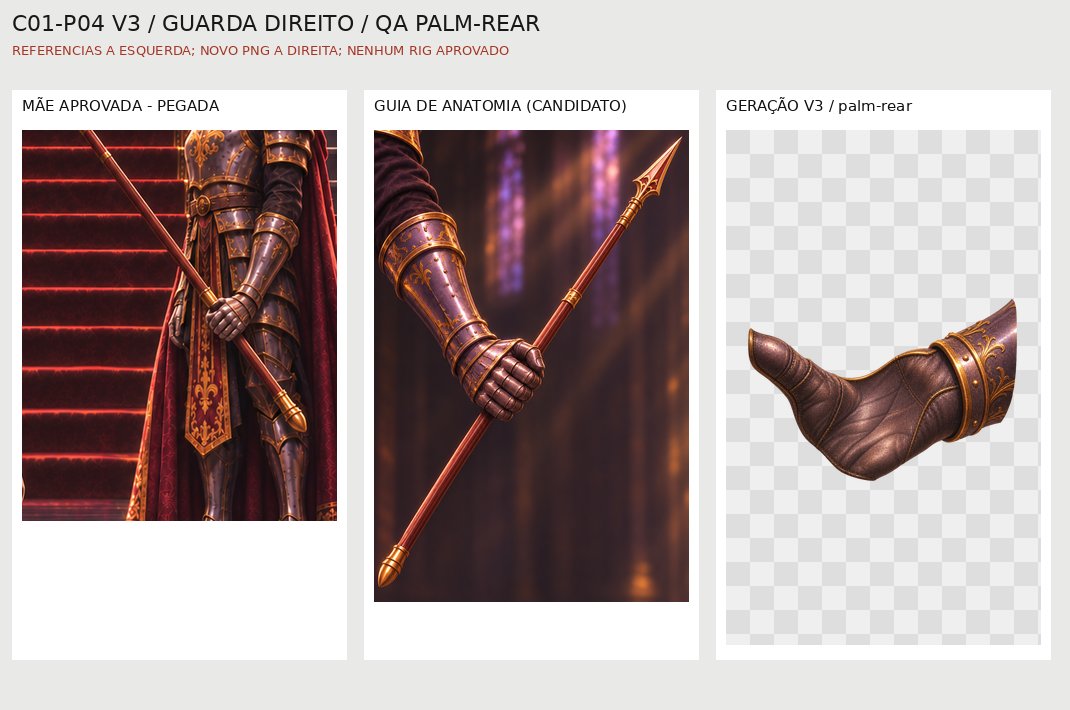 C01-P04 V3 / GUARDA DIREITO / QA PALM-REAR
REFERENCIAS A ESQUERDA; NOVO PNG A DIREITA; NENHUM RIG APROVADO
MÃE APROVADA - PEGADA
GUIA DE ANATOMIA (CANDIDATO)
GERAÇÃO V3 / palm-rear